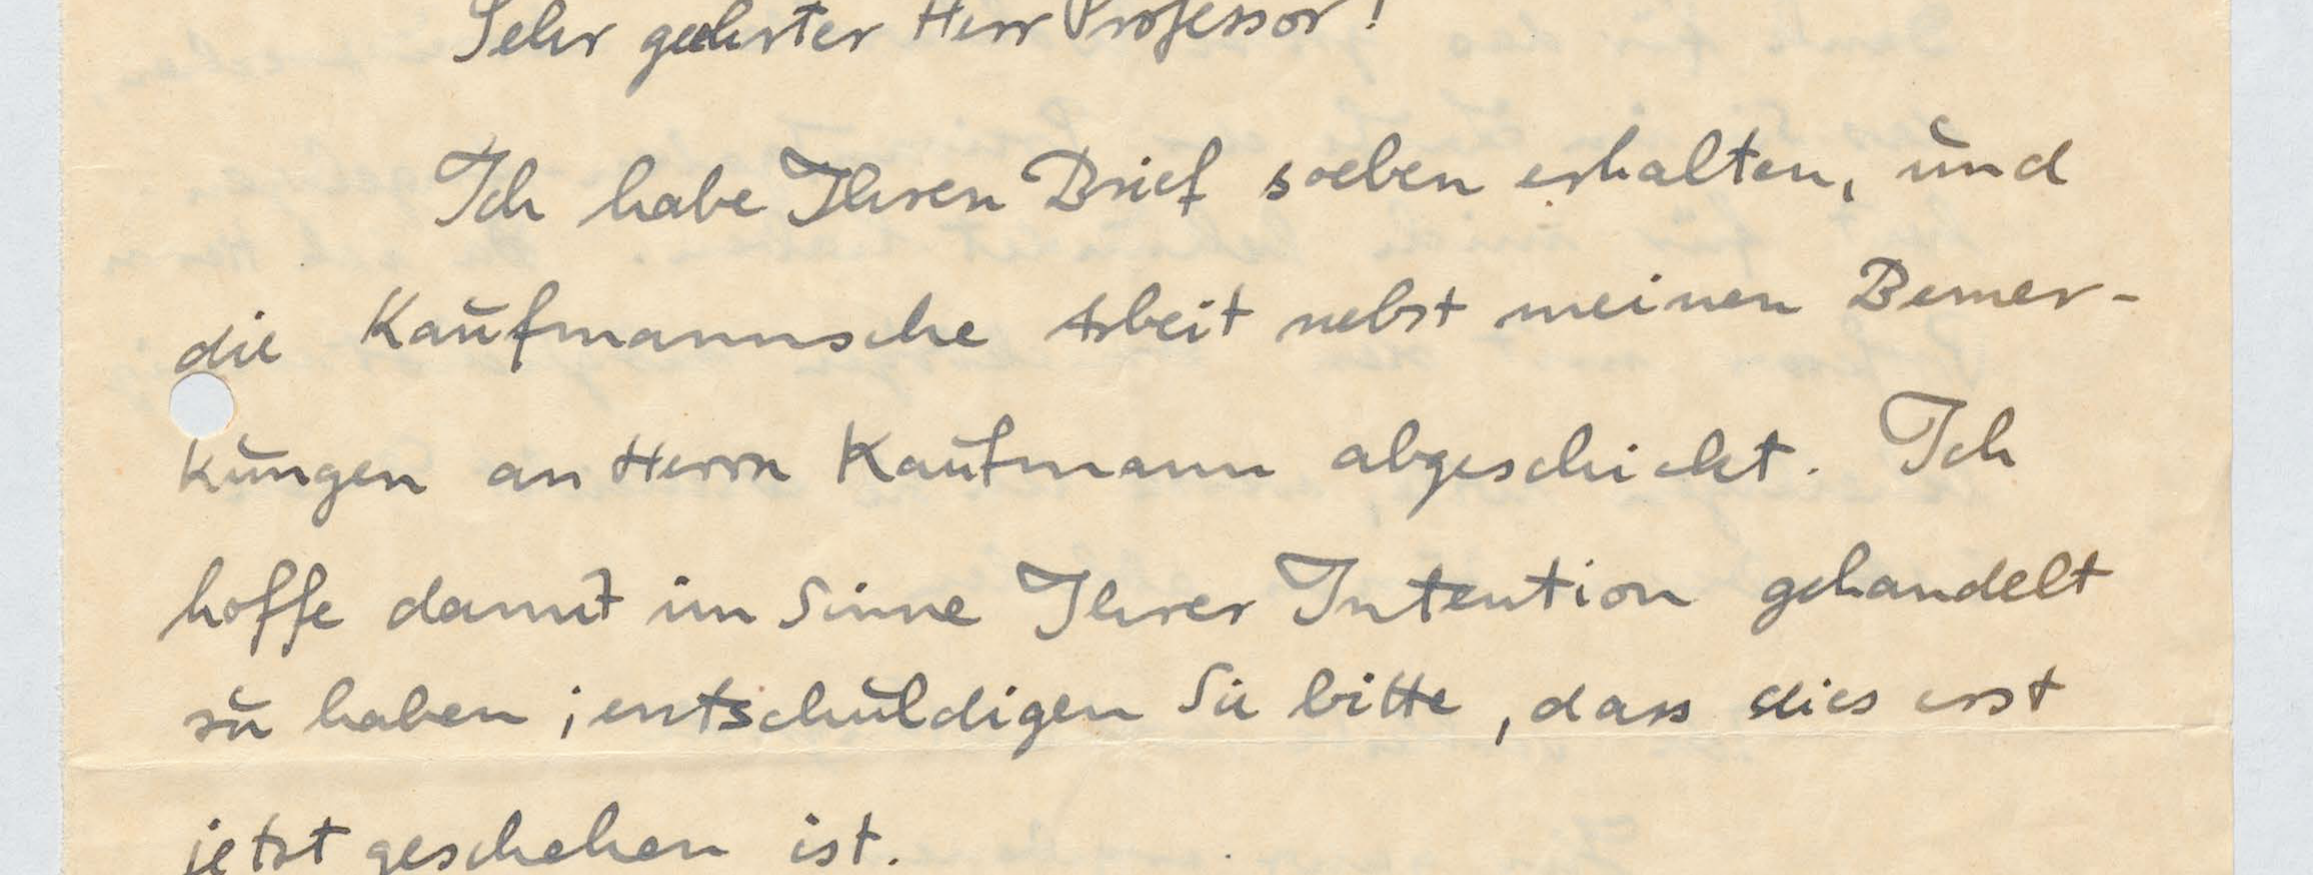 Sehr geehrter Herr Professor!
Ich habe Ihren Brief soeben erhalten, und
die Kaufmannsche Arbeit nebst meinen Bemer-
kungen an Herrn Kaufmann abgeschickt. Ich
hoffe damit im Sinne Ihrer Intention gehandelt
zu haben; entschuldigen Sie bitte, dass dies erst
jetzt geschehen ist.